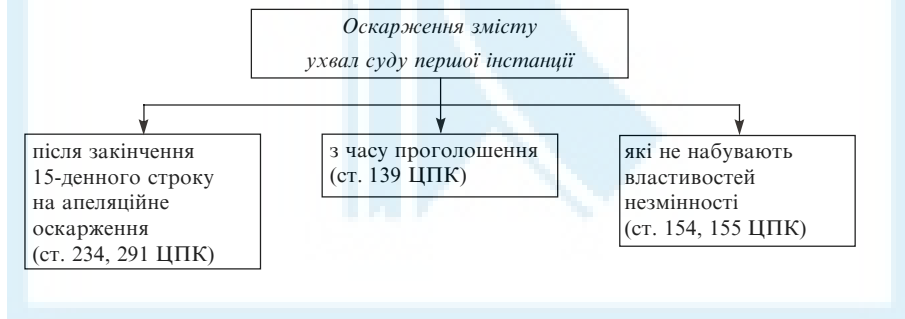 Оскарження змісту
ухвал суду першої інстанції
після закінчення
15-денного строку
на апеляційне
оскарження
(ст. 234, 291 ЦПК)
з часу проголошення
(ст. 139 ЦПК)
які не набувають
властивостей
незмінності
(ст. 154, 155 ЦПК)